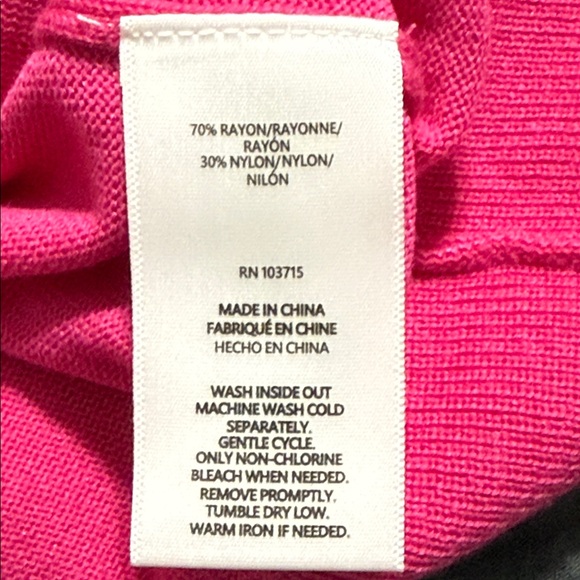 70% RAYON/RAYONNE/
RAYÓN
30% NYLON/NYLON/
NILÓN
RN 103715
MADE IN CHINA
FABRIQUÉ EN CHINE
HECHO EN CHINA
WASH INSIDE OUT
MACHINE WASH COLD
SEPARATELY.
GENTLE CYCLE.
ONLY NON-CHLORINE
BLEACH WHEN NEEDED.
REMOVE PROMPTLY.
TUMBLE DRY LOW.
WARM IRON IF NEEDED.